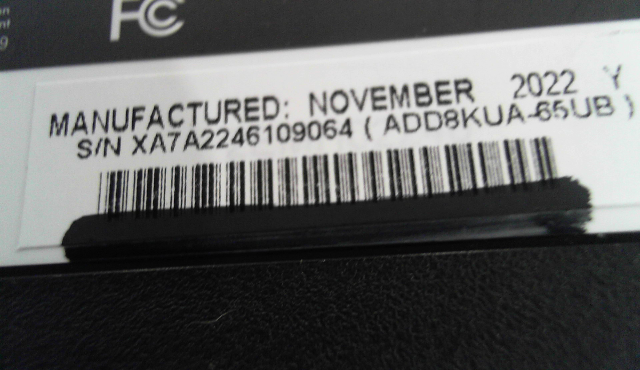 FC
MANUFACTURED: NOVEMBER 2022 Y
S/N XA7A2246109064 ( ADD8KUA-65UB )